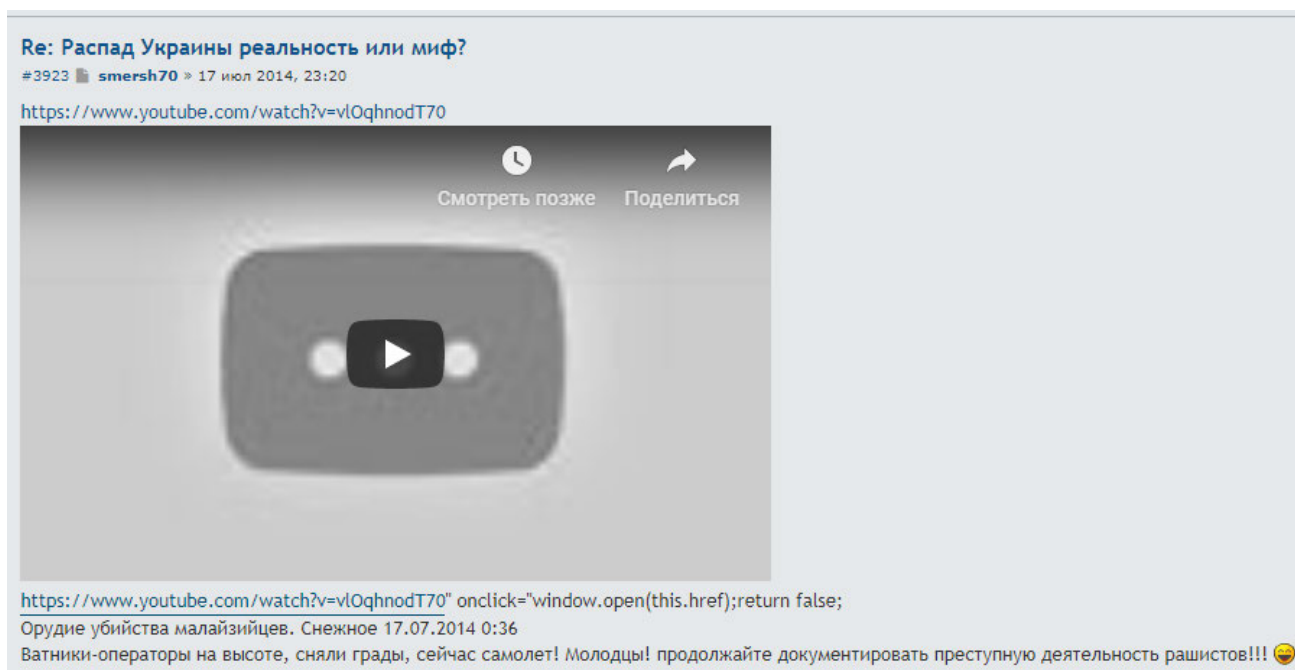 Re: Распад Украины реальность или миф?
#3923 smersh70 » 17 июл 2014, 23:20
https://www.youtube.com/watch?v=vlOqhnodT70
Смотреть позже Поделиться
https://www.youtube.com/watch?v=vlOqhnodT70" onclick="window.open(this.href);return false;
Орудие убийства малайзийцев. Снежное 17.07.2014 0:36
Ватники-операторы на высоте, сняли грады, сейчас самолет! Молодцы! продолжайте документировать преступную деятельность рашистов!!!